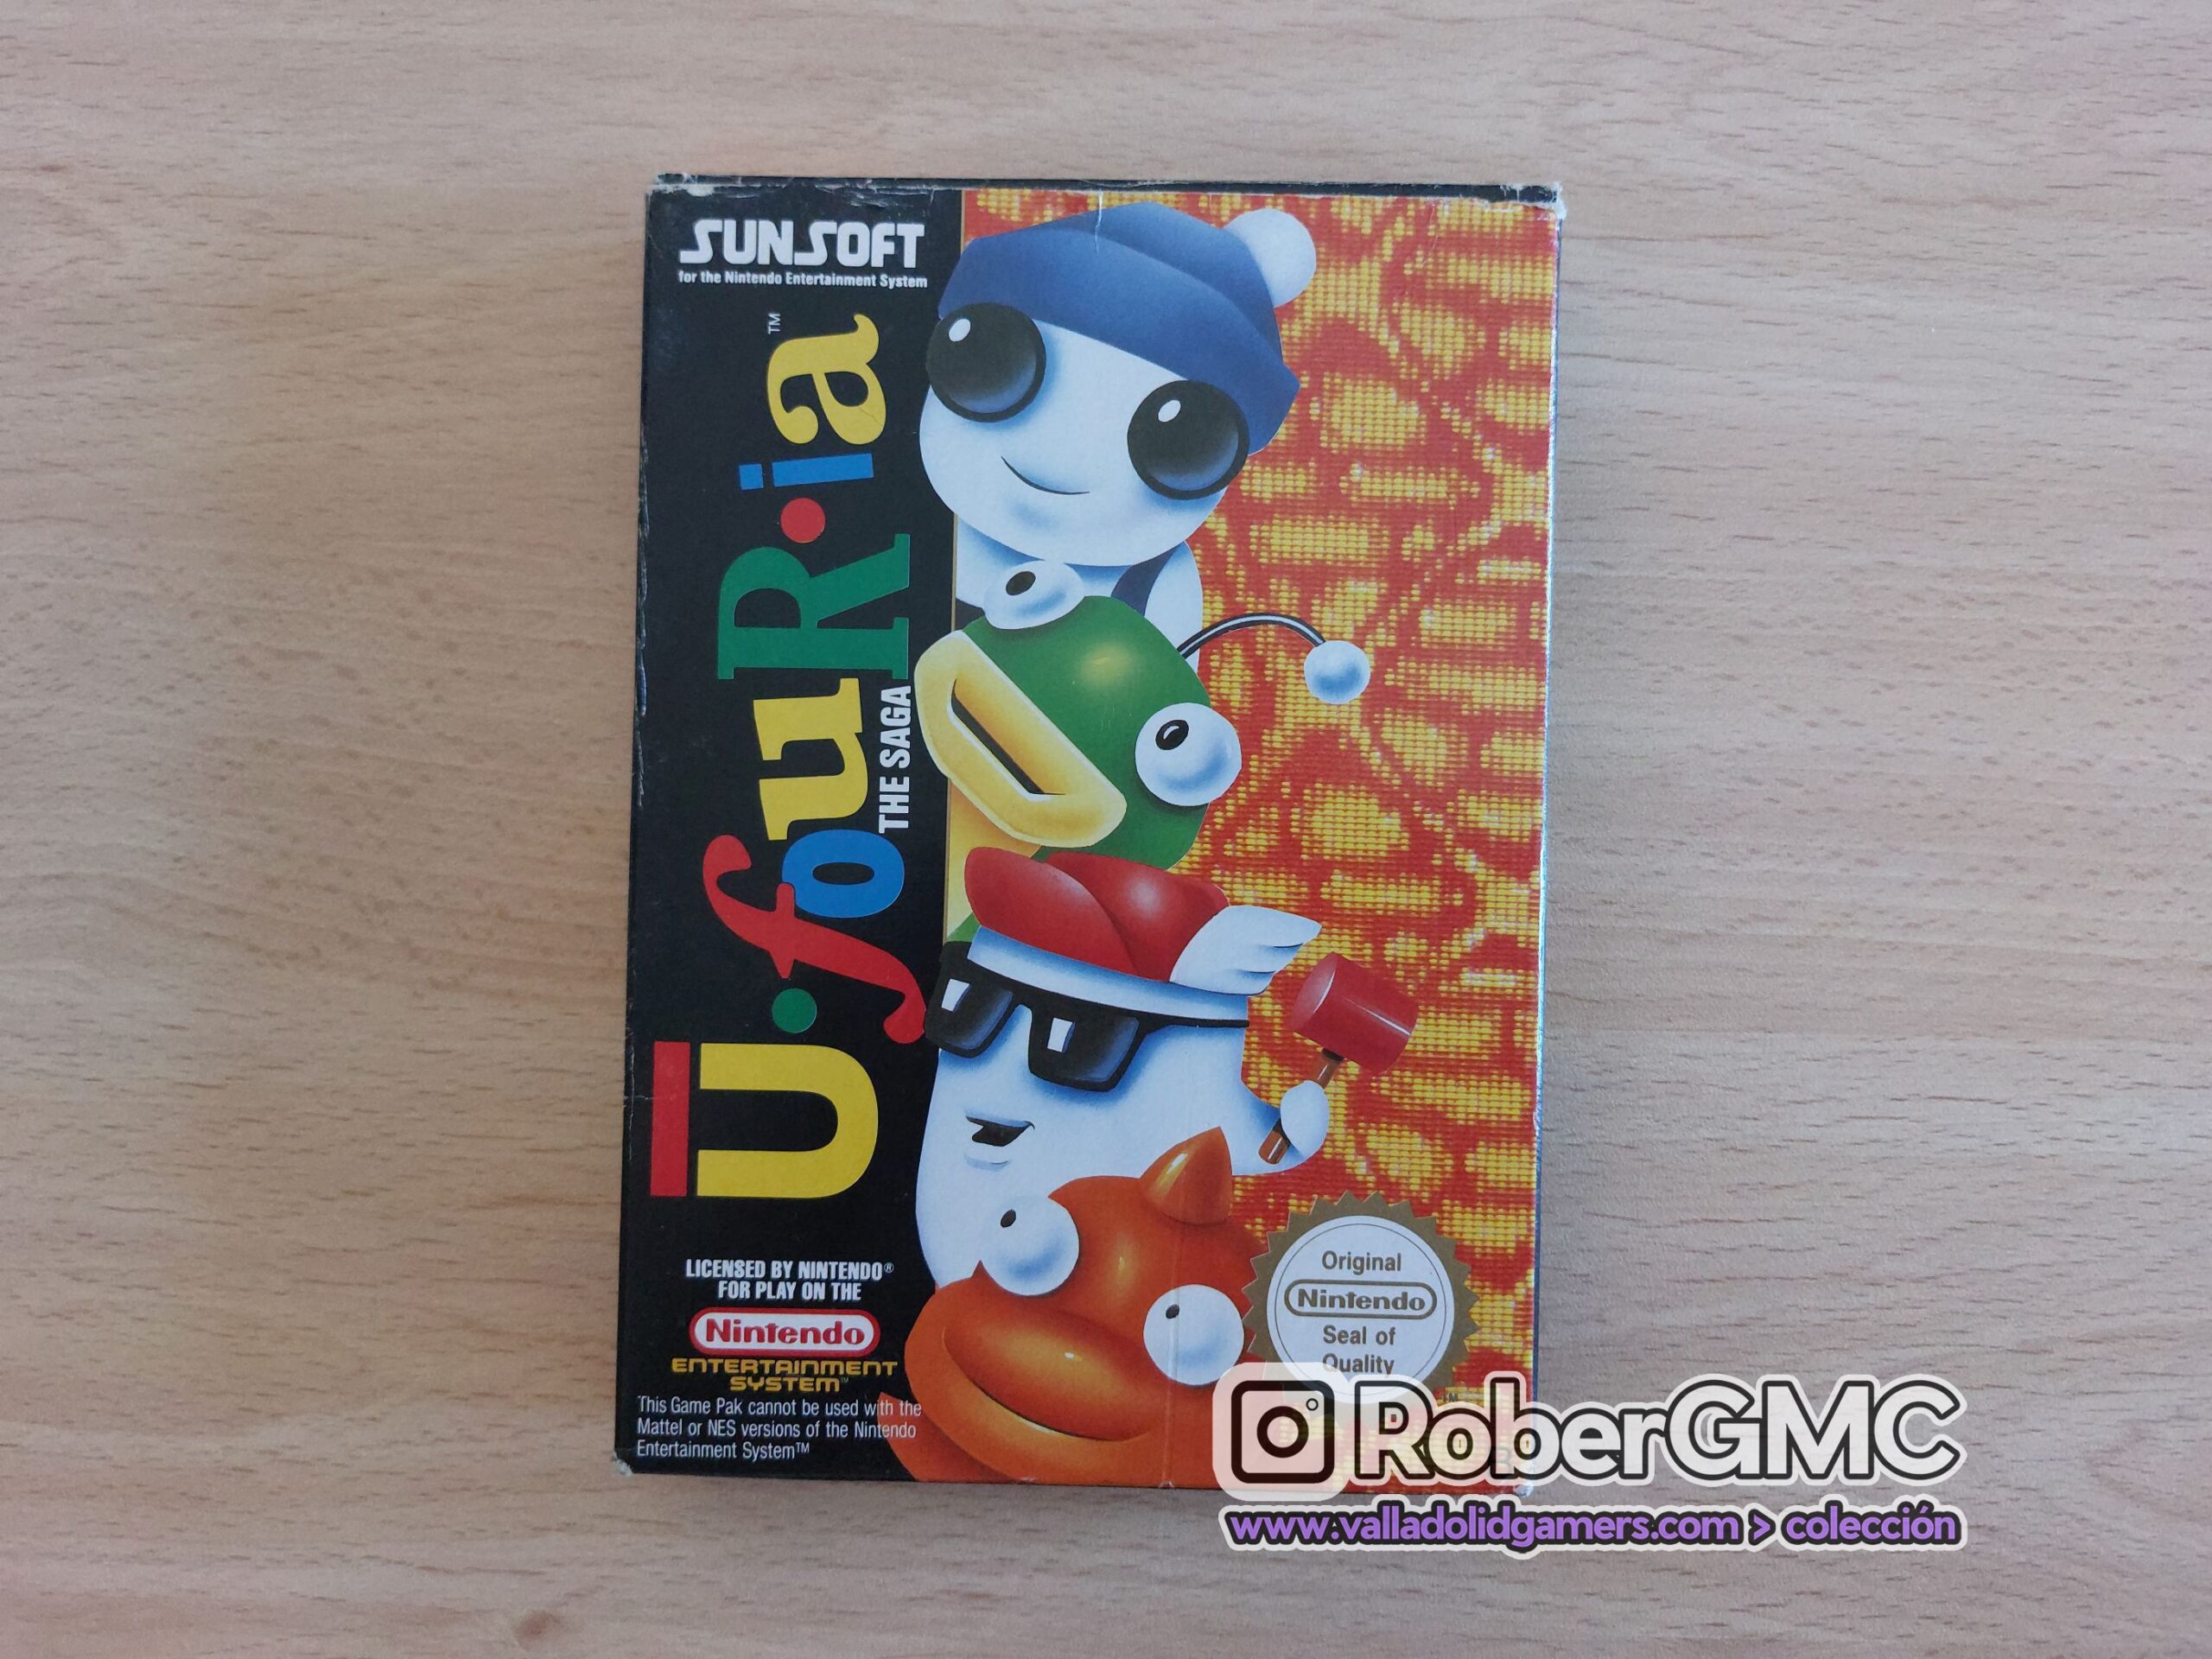 SUNSOFT
for the Nintendo Entertainment System
Ū·fouR·ia™
THE SAGA
LICENSED BY NINTENDO®
FOR PLAY ON THE
Nintendo
ENTERTAINMENT
SYSTEM™
This Game Pak cannot be used with the
Mattel or NES versions of the Nintendo
Entertainment System™
Original
Nintendo
Seal of
Quality
RoberGMC
www.valladolidgamers.com > colección